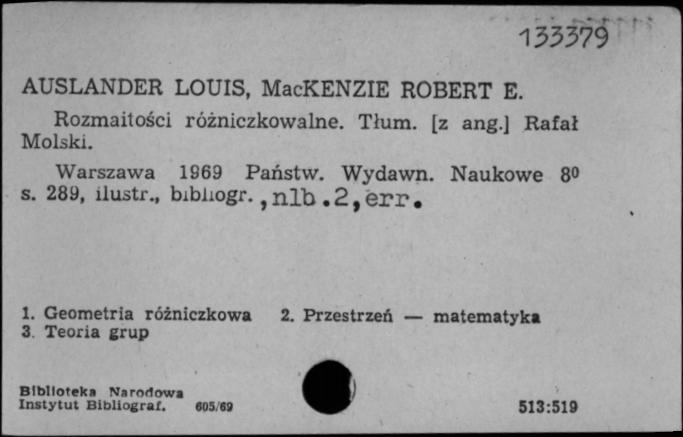 133379
AUSLANDER LOUIS, MacKENZIE ROBERT E.
Rozmaitości różniczkowalne. Tłum. [z ang.] Rafał
Molski.
Warszawa 1969 Państw. Wydawn. Naukowe 8⁰
s. 289, ilustr., bibliogr., nlb.2, err.
1. Geometria różniczkowa 2. Przestrzeń — matematyka
3. Teoria grup
Biblioteka Narodowa
Instytut Bibliograf. 605/69 513:519